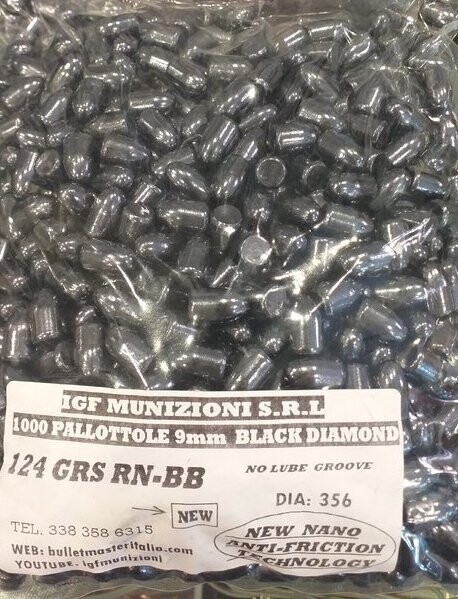 IGF MUNIZIONI S.R.L
1000 PALLOTTOLE 9mm BLACK DIAMOND
124 GRS RN-BB
NO LUBE GROOVE
DIA: 356
NEW
TEL. 338 358 6315
NEW NANO
ANTI-FRICTION
TECHNOLOGY
WEB: bulletmasteritalia.com
YOUTUBE- igfmunizioni